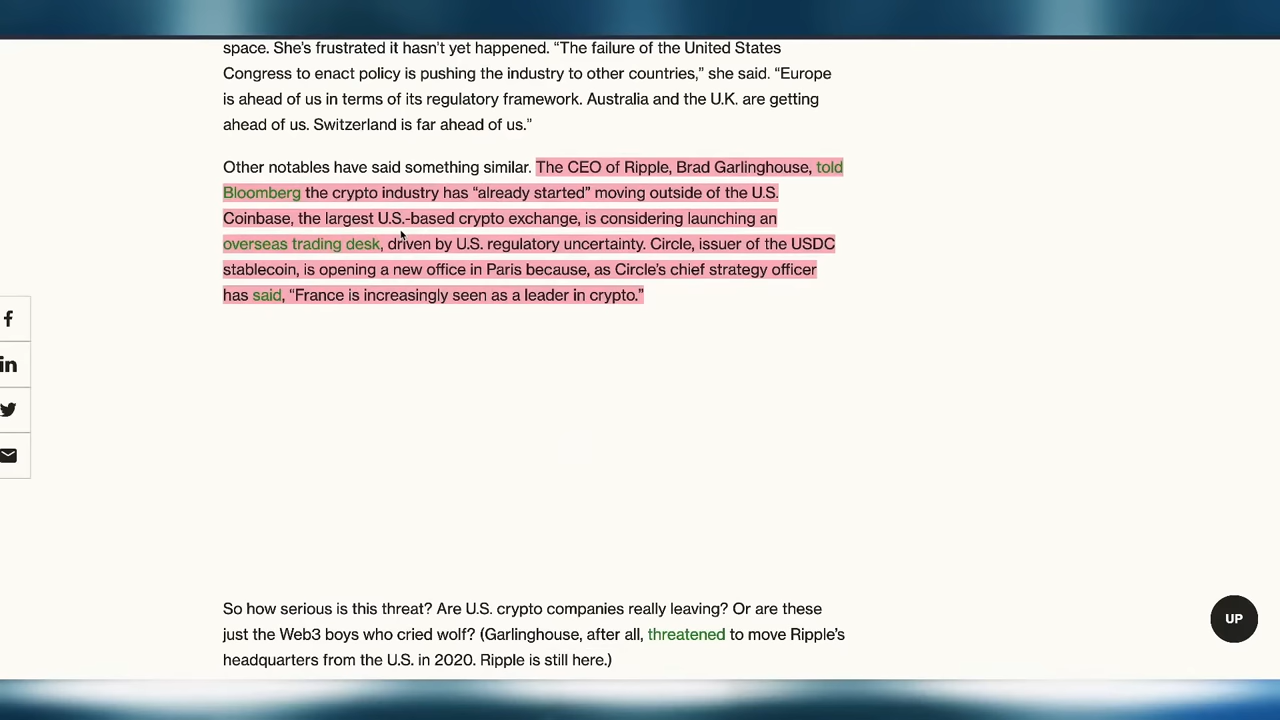 space. She’s frustrated it hasn’t yet happened. “The failure of the United States
Congress to enact policy is pushing the industry to other countries,” she said. “Europe
is ahead of us in terms of its regulatory framework. Australia and the U.K. are getting
ahead of us. Switzerland is far ahead of us.”
Other notables have said something similar. The CEO of Ripple, Brad Garlinghouse, told
Bloomberg the crypto industry has “already started” moving outside of the U.S.
Coinbase, the largest U.S.-based crypto exchange, is considering launching an
overseas trading desk, driven by U.S. regulatory uncertainty. Circle, issuer of the USDC
stablecoin, is opening a new office in Paris because, as Circle’s chief strategy officer
has said, “France is increasingly seen as a leader in crypto.”
So how serious is this threat? Are U.S. crypto companies really leaving? Or are these
just the Web3 boys who cried wolf? (Garlinghouse, after all, threatened to move Ripple’s
headquarters from the U.S. in 2020. Ripple is still here.)
UP